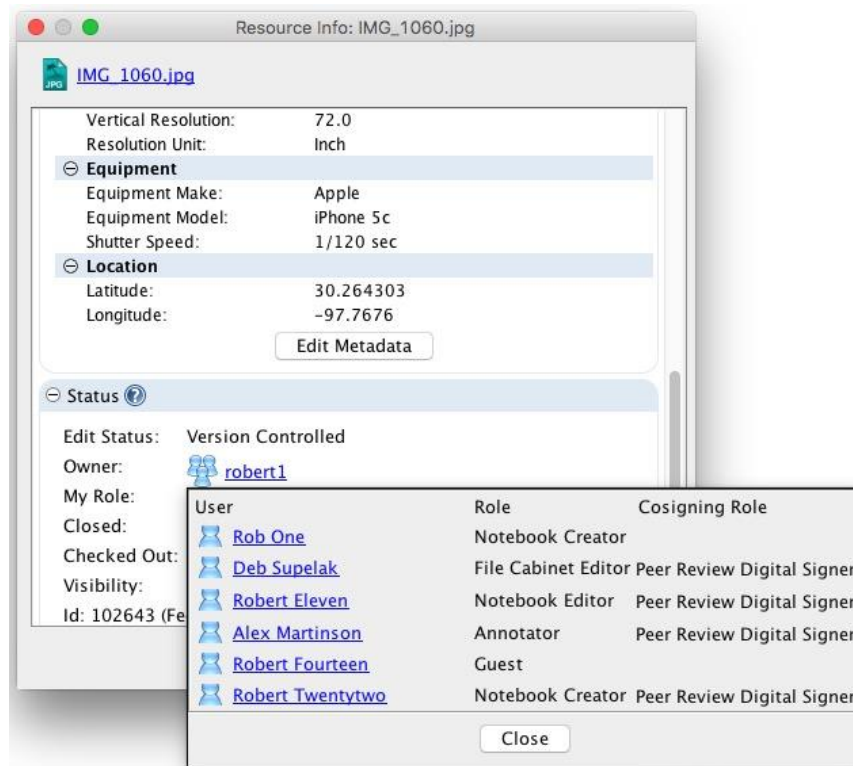 Resource Info: IMG_1060.jpg
JPG
IMG_1060.jpg
Vertical Resolution: 72.0
Resolution Unit: Inch
Equipment
Equipment Make: Apple
Equipment Model: iPhone 5c
Shutter Speed: 1/120 sec
Location
Latitude: 30.264303
Longitude: -97.7676
Edit Metadata
Status ?
Edit Status: Version Controlled
Owner: robert1
My Role:
Closed:
Checked Out:
Visibility:
Id: 102643 (Fe
User Role Cosigning Role
Rob One Notebook Creator
Deb Supelak File Cabinet Editor Peer Review Digital Signer
Robert Eleven Notebook Editor Peer Review Digital Signer
Alex Martinson Annotator Peer Review Digital Signer
Robert Fourteen Guest
Robert Twentytwo Notebook Creator Peer Review Digital Signer
Close